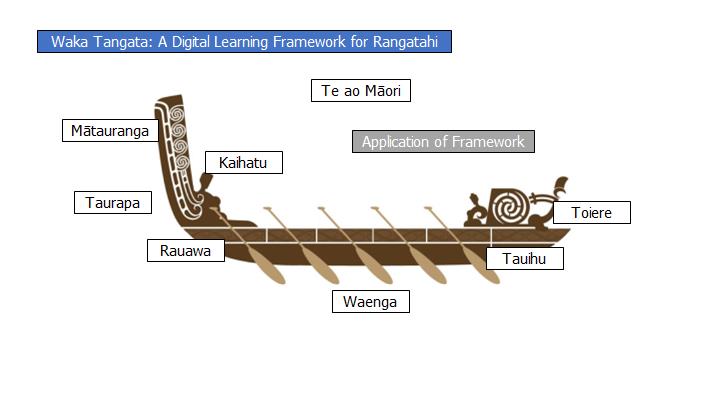 Waka Tangata: A Digital Learning Framework for Rangatahi
Te ao Māori
Mātauranga
Application of Framework
Kaihatu
Taurapa
Toiere
Rauawa
Tauihu
Waenga